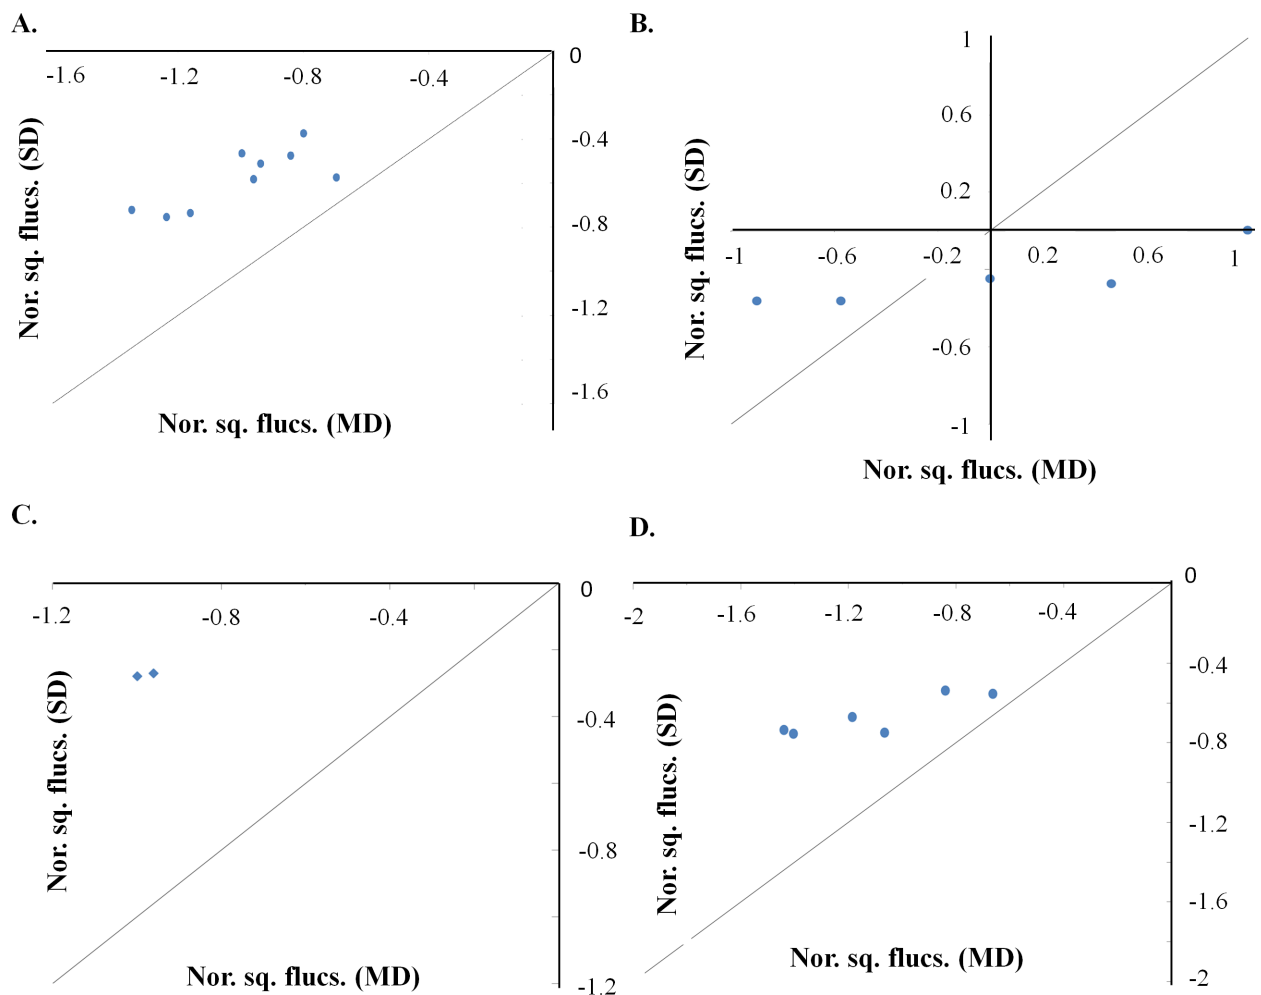 A.
0
-1.6 -1.2 -0.8 -0.4
-0.4
-0.8
-1.2
-1.6
Nor. sq. flucs. (SD)
Nor. sq. flucs. (MD)
B.
1
0.6
0.2
-1 -0.6 -0.2 0.2 0.6 1
-0.6
-1
Nor. sq. flucs. (SD)
Nor. sq. flucs. (MD)
C.
0
-1.2 -0.8 -0.4
-0.4
-0.8
-1.2
Nor. sq. flucs. (SD)
Nor. sq. flucs. (MD)
D.
0
-2 -1.6 -1.2 -0.8 -0.4
-0.4
-0.8
-1.2
-1.6
-2
Nor. sq. flucs. (SD)
Nor. sq. flucs. (MD)